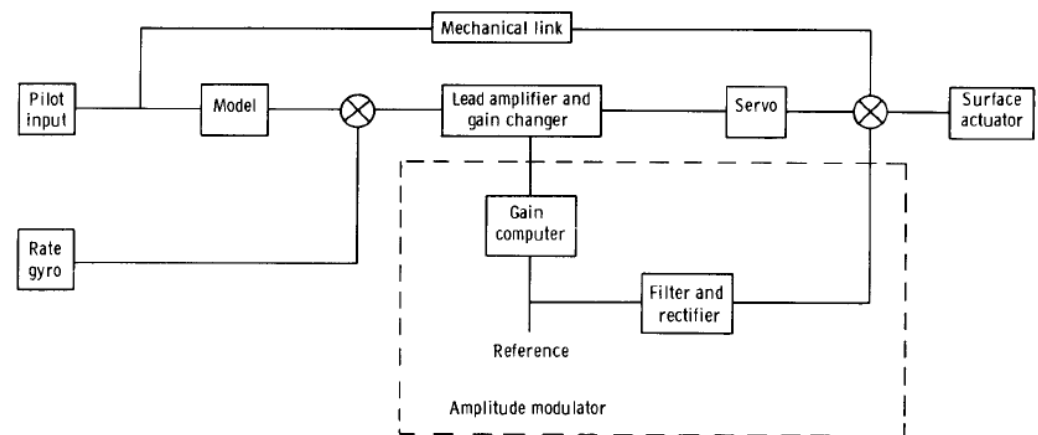 Mechanical link
Pilot
input
Model
Lead amplifier and
gain changer
Servo
Surface
actuator
Gain
computer
Rate
gyro
Filter and
rectifier
Reference
Amplitude modulator